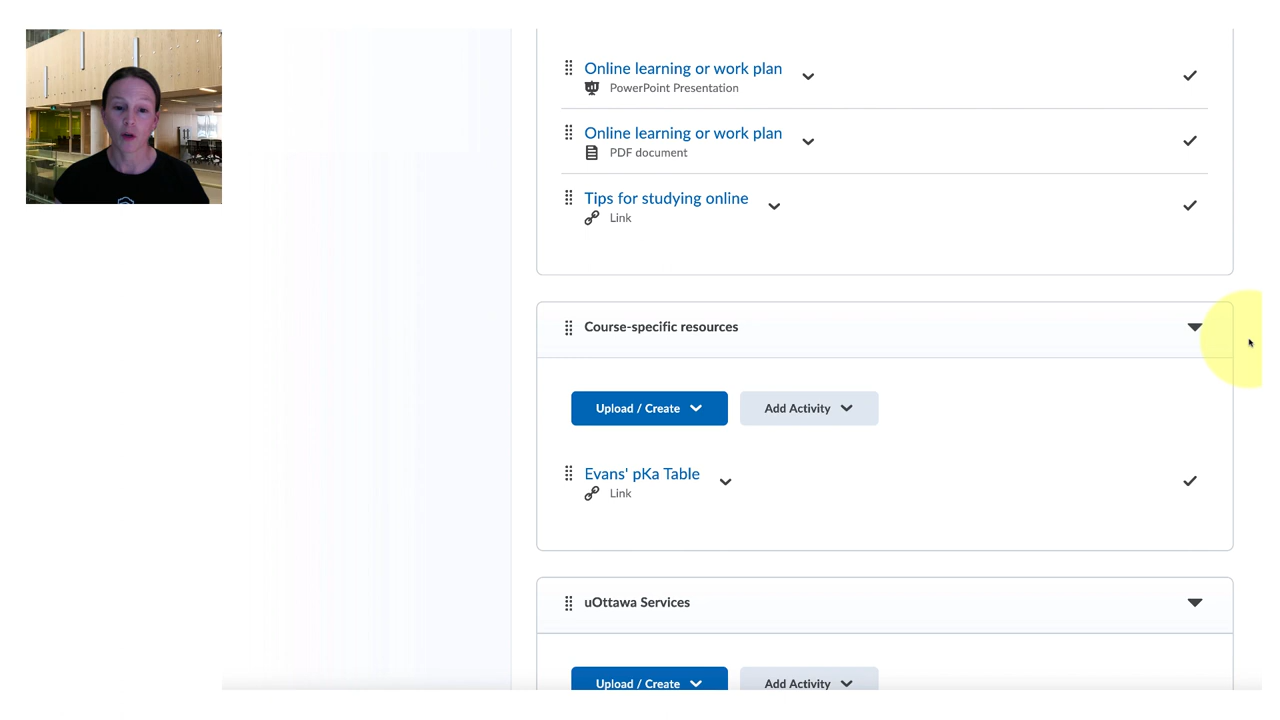 Online learning or work plan
PowerPoint Presentation
Online learning or work plan
PDF document
Tips for studying online
Link
Course-specific resources
Upload / Create
Add Activity
Evans' pKa Table
Link
uOttawa Services
Upload / Create
Add Activity